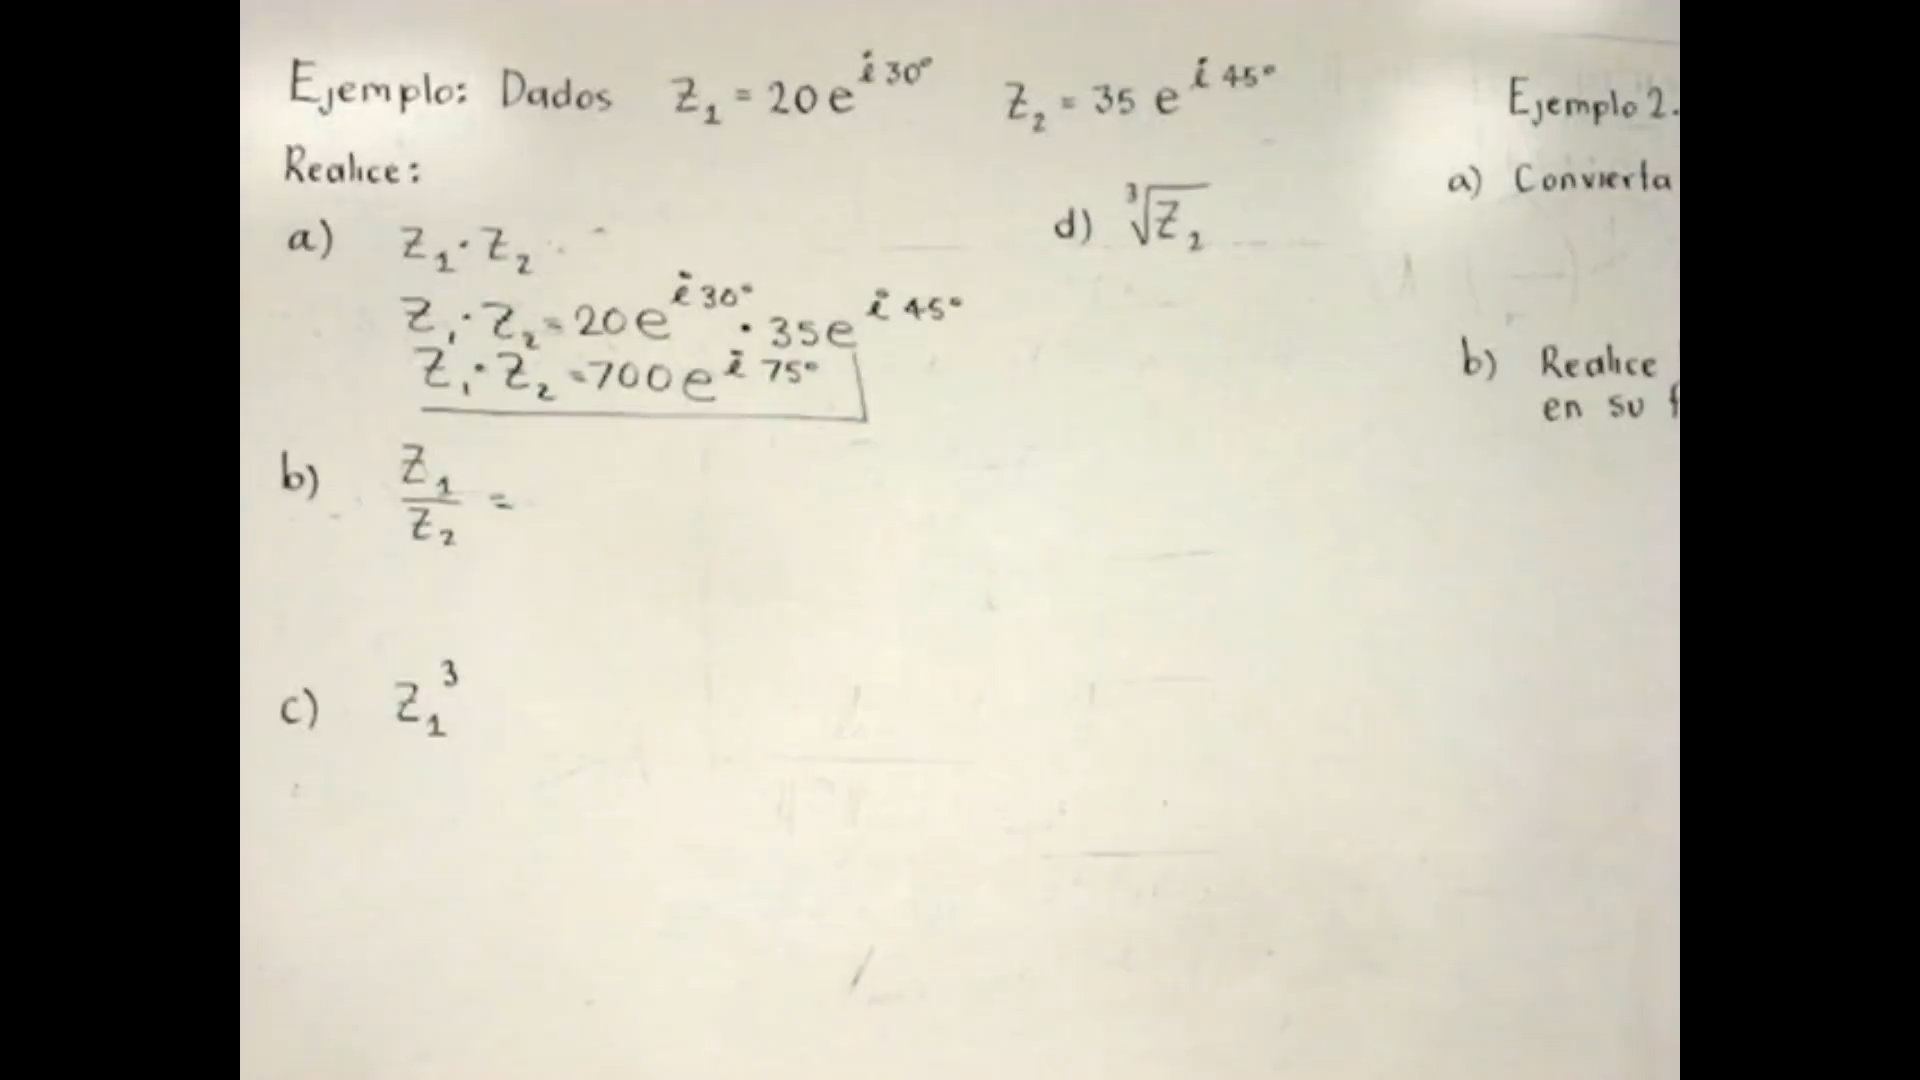 Ejemplo: Dados Z₁ = 20e^{i30°} Z₂ = 35e^{i45°}
Realice:
a) Z₁·Z₂
Z₁·Z₂ = 20e^{i30°} · 35e^{i45°}
Z₁·Z₂ = 700e^{i75°}
b) Z₁/Z₂ =
c) Z₁³
d) ∛Z₂
Ejemplo 2.
a) Convierta
b) Realice
en su